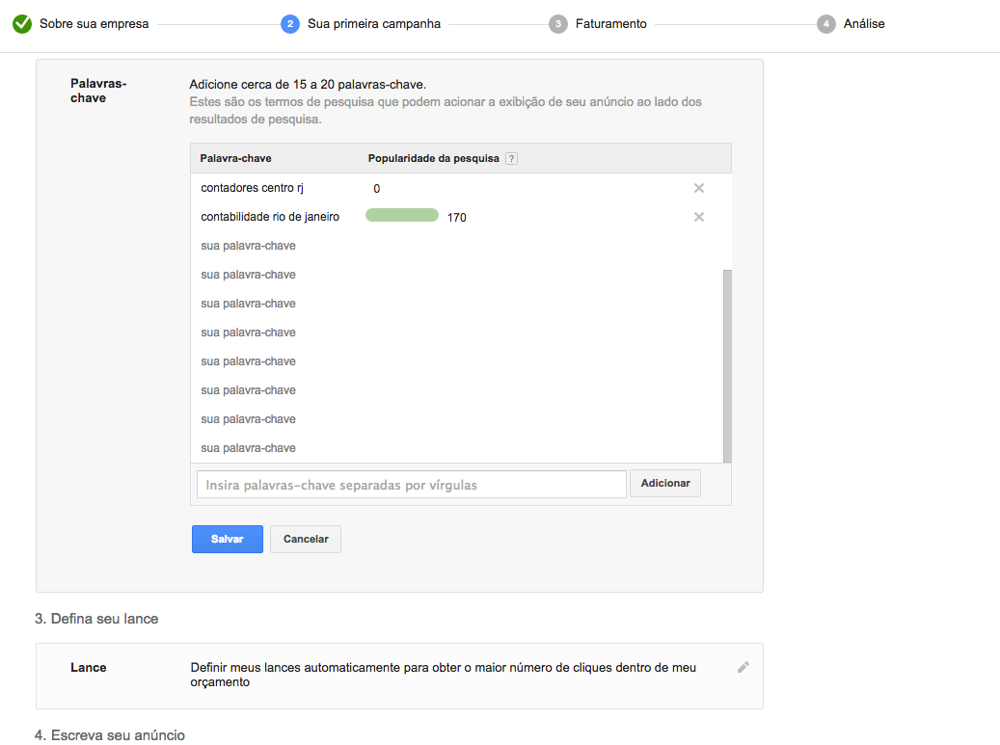 Sobre sua empresa
2 Sua primeira campanha
3 Faturamento
4 Análise
Palavras-
chave
Adicione cerca de 15 a 20 palavras-chave.
Estes são os termos de pesquisa que podem acionar a exibição de seu anúncio ao lado dos
resultados de pesquisa.
Palavra-chave Popularidade da pesquisa ?
contadores centro rj 0
contabilidade rio de janeiro 170
sua palavra-chave
sua palavra-chave
sua palavra-chave
sua palavra-chave
sua palavra-chave
sua palavra-chave
sua palavra-chave
sua palavra-chave
Insira palavras-chave separadas por vírgulas Adicionar
Salvar Cancelar
3. Defina seu lance
Lance
Definir meus lances automaticamente para obter o maior número de cliques dentro de meu
orçamento
4. Escreva seu anúncio